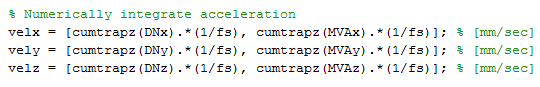 % Numerically integrate acceleration
velx = [cumtrapz(DNx).*(1/fs), cumtrapz(MVAx).*(1/fs)]; % [mm/sec]
vely = [cumtrapz(DNy).*(1/fs), cumtrapz(MVAy).*(1/fs)]; % [mm/sec]
velz = [cumtrapz(DNz).*(1/fs), cumtrapz(MVAz).*(1/fs)]; % [mm/sec]